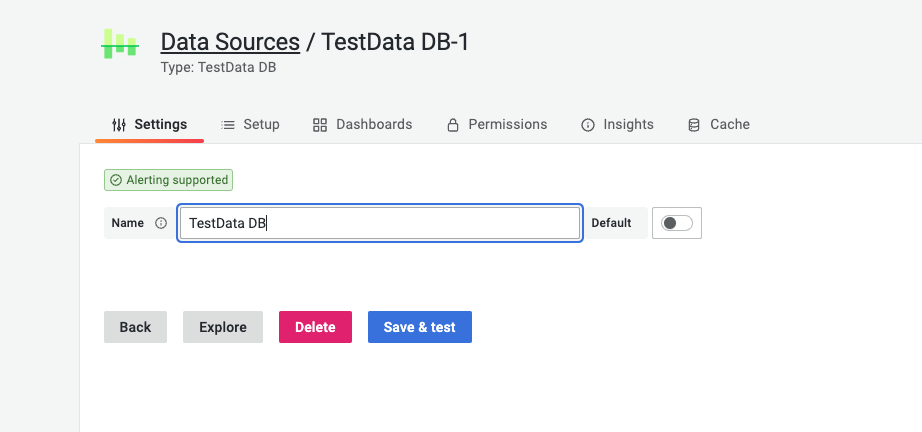 Data Sources / TestData DB-1
Type: TestData DB
Settings Setup Dashboards Permissions Insights Cache
Alerting supported
Name TestData DB Default
Back Explore Delete Save & test